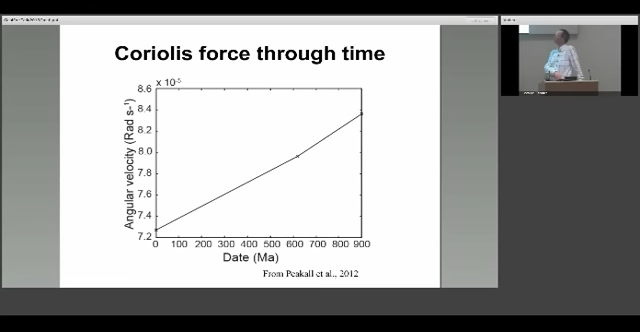 Coriolis force through time
x 10-5
8.6
8.4
8.2
8.0
7.8
7.6
7.4
7.2
Angular velocity (Rad s-1)
0 100 200 300 400 500 600 700 800 900
Date (Ma)
From Peakall et al., 2012